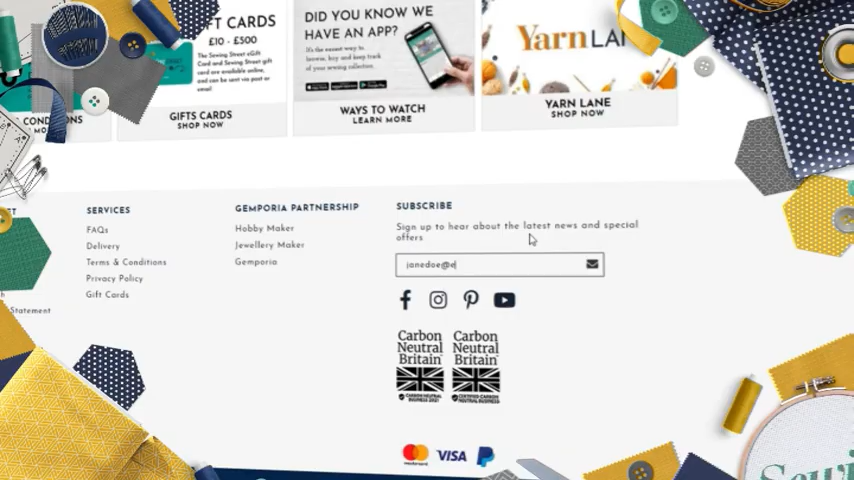 FT CARDS
£10 - £500
The Sewing Street eGift
Card and Sewing Street gift
card are available online,
and can be sent via post or
email!
GIFTS CARDS
SHOP NOW
DID YOU KNOW WE
HAVE AN APP?
It's the easiest way to
browse, buy and keep track
of your sewing collection.
WAYS TO WATCH
LEARN MORE
Yarn LAN
YARN LANE
SHOP NOW
CONDITIONS
MORE
SERVICES
FAQs
Delivery
Terms & Conditions
Privacy Policy
Gift Cards
Statement
GEMPORIA PARTNERSHIP
Hobby Maker
Jewellery Maker
Gemporia
SUBSCRIBE
Sign up to hear about the latest news and special
offers
janedoe@e
Carbon
Neutral
Britain
Carbon
Neutral
Britain
mastercard
VISA
Sewi